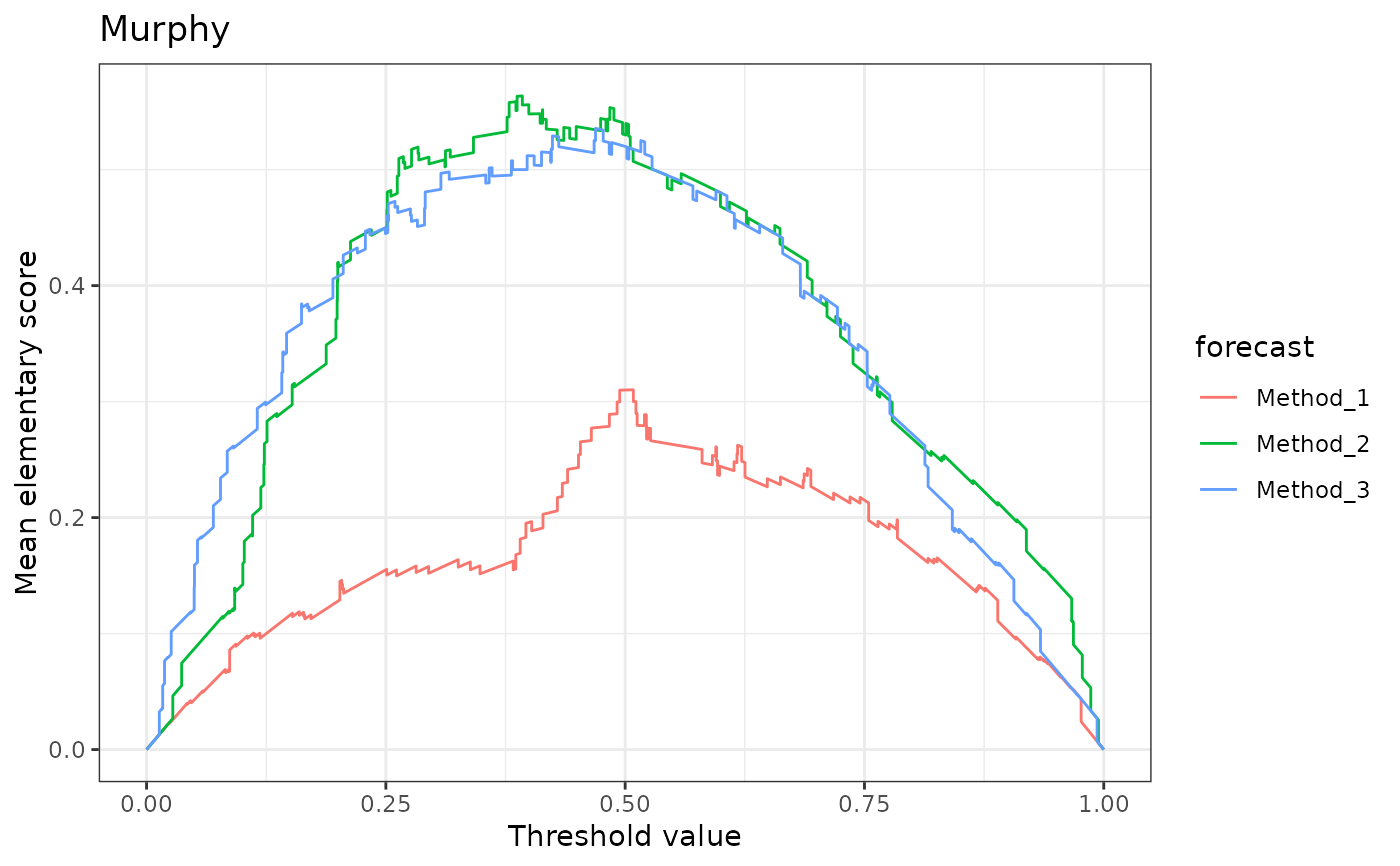 Murphy
Mean elementary score
0.4
0.2
0.0
0.00 0.25 0.50 0.75 1.00
Threshold value
forecast
Method_1
Method_2
Method_3